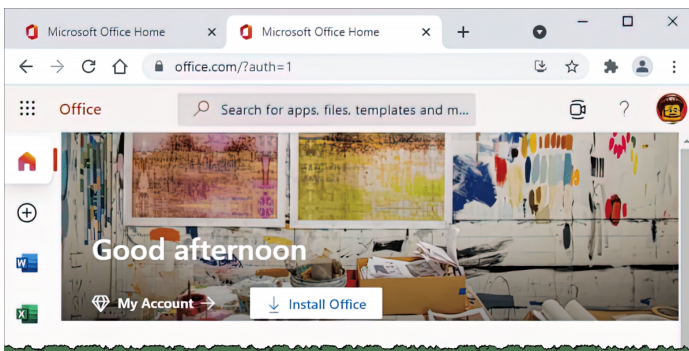 Microsoft Office Home
Microsoft Office Home
office.com/?auth=1
Office
Search for apps, files, templates and m...
Good afternoon
My Account →
Install Office